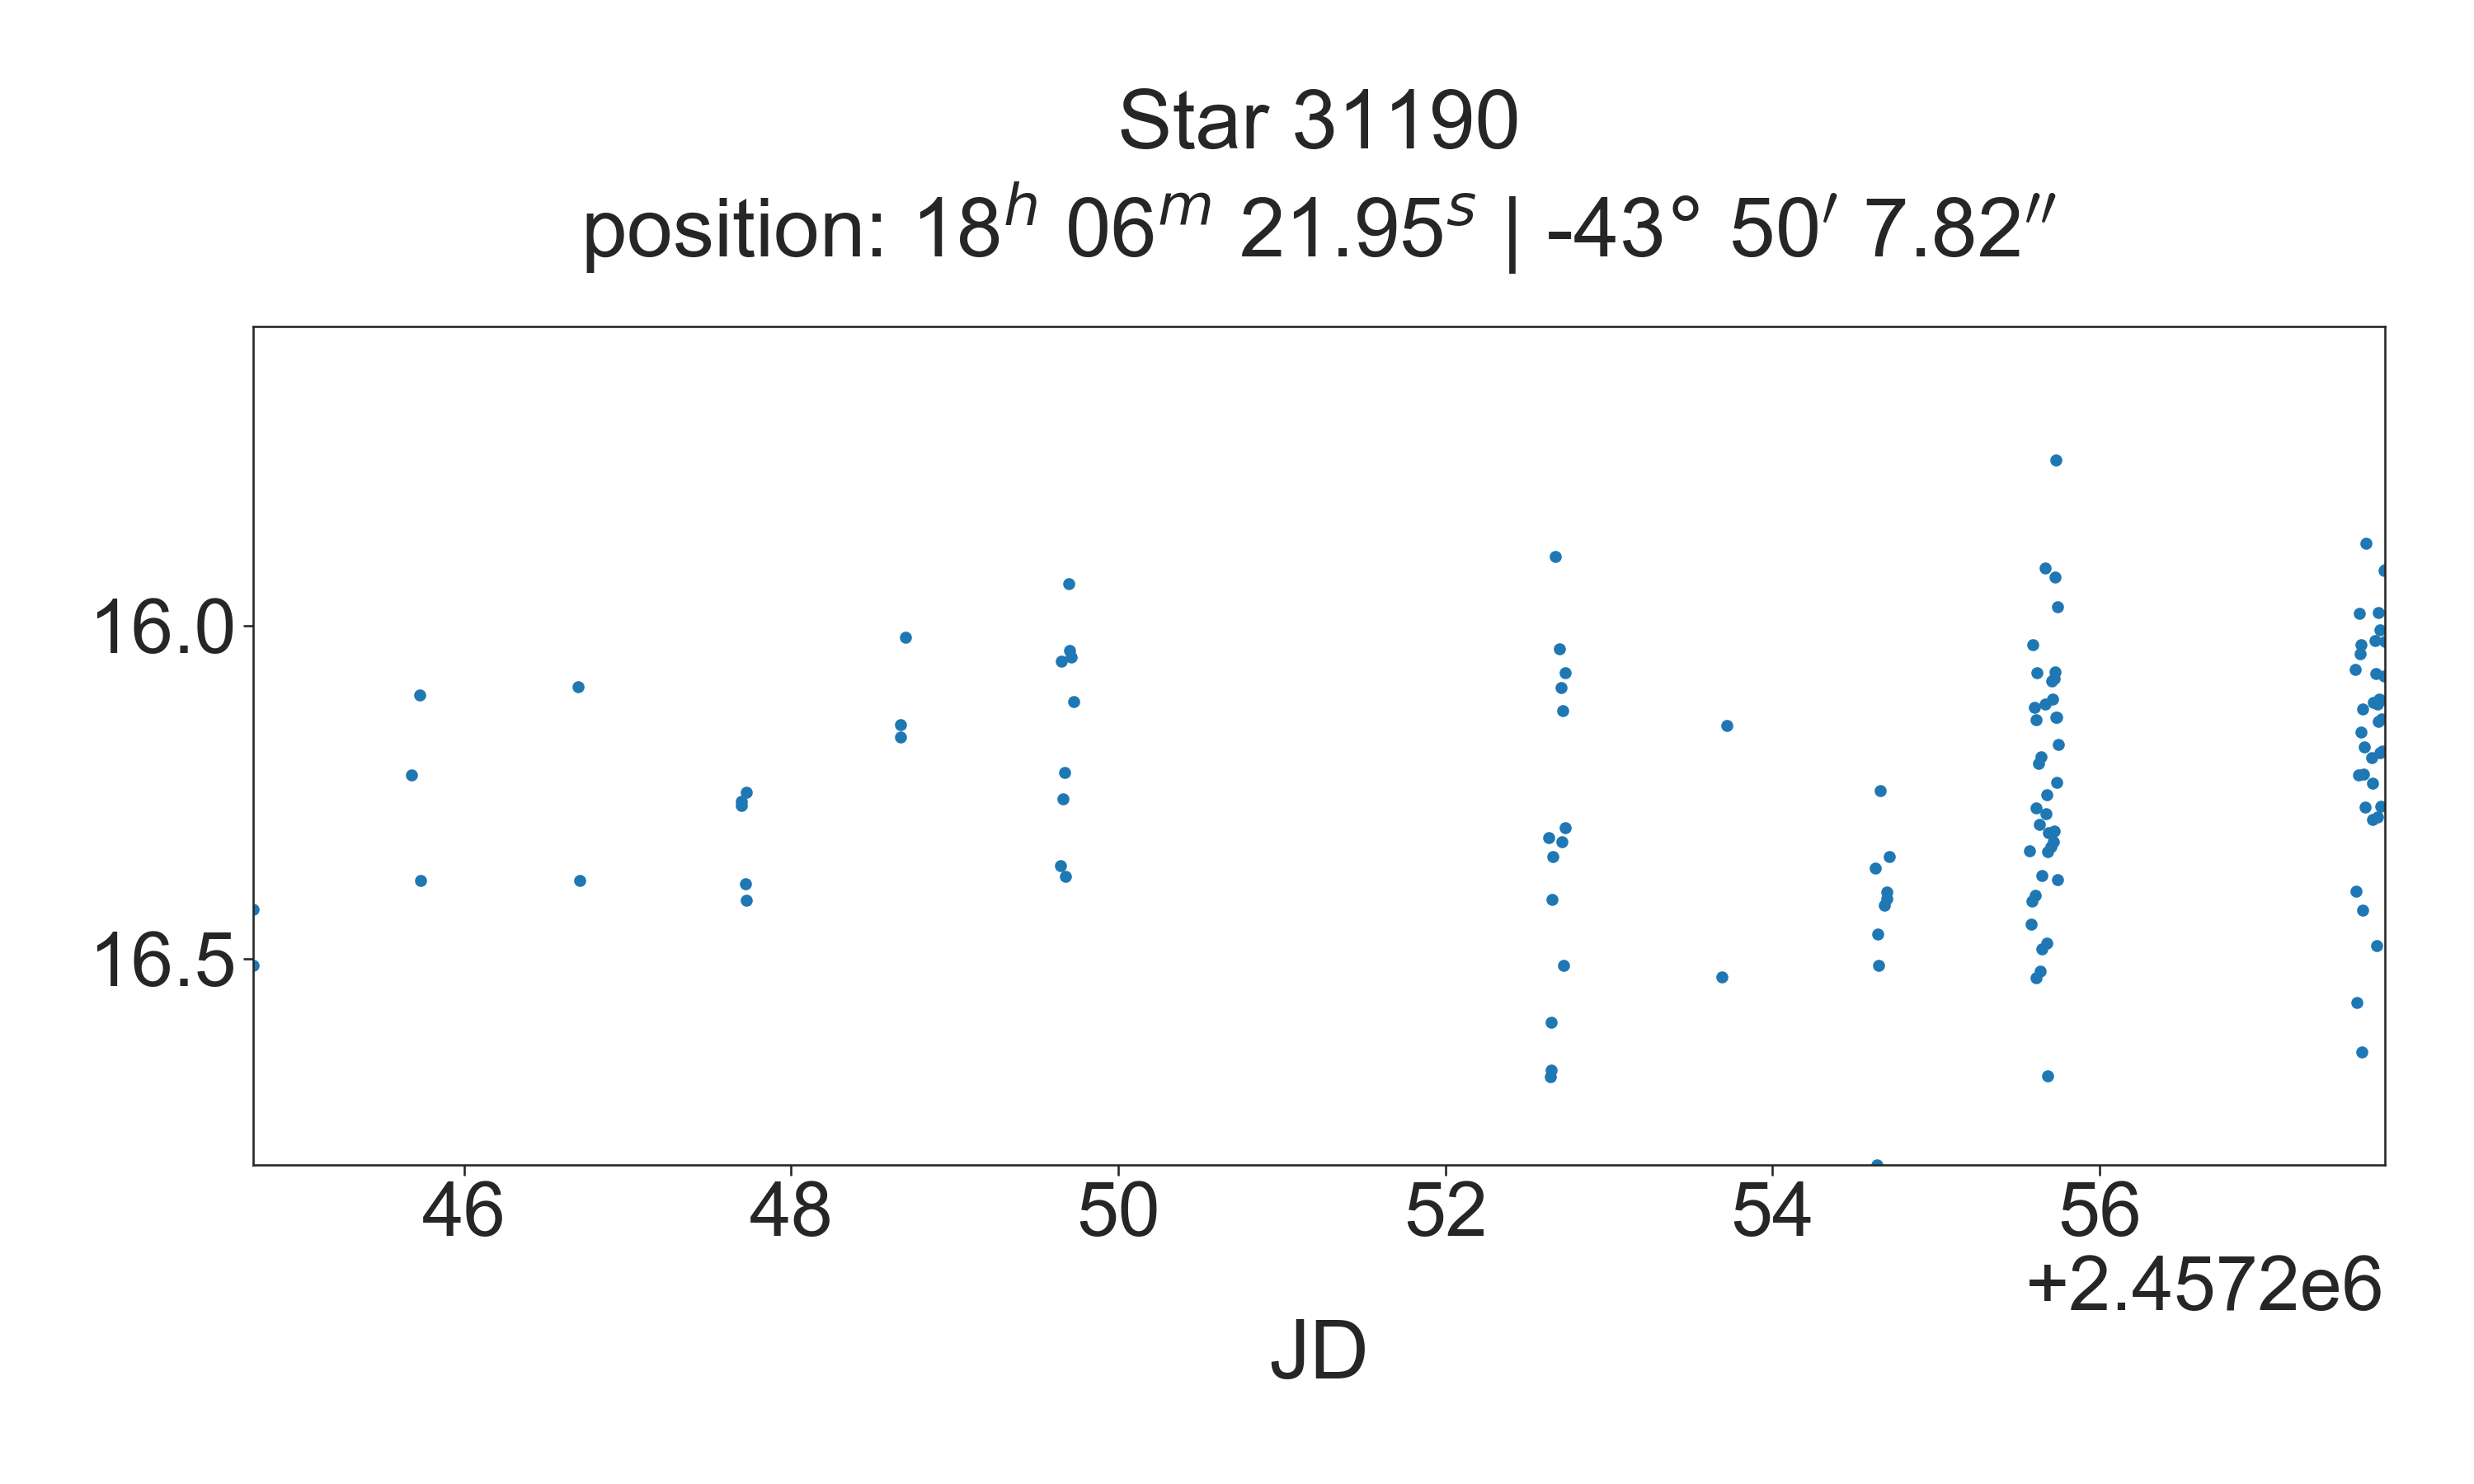 Star 31190
position: 18ʰ 06ᵐ 21.95ˢ | -43° 50′ 7.82″
16.0
16.5
46 48 50 52 54 56
+2.4572e6
JD